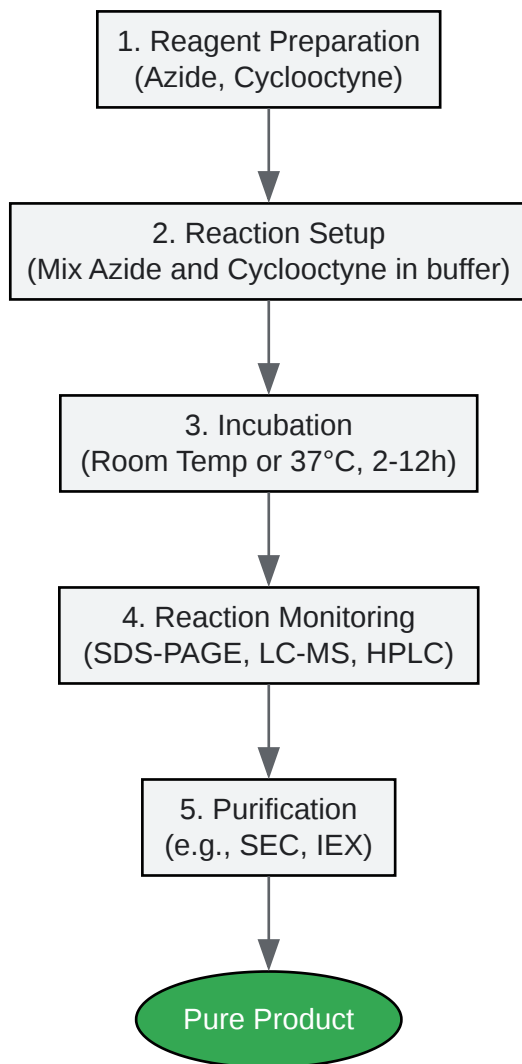 1. Reagent Preparation
(Azide, Cyclooctyne)
2. Reaction Setup
(Mix Azide and Cyclooctyne in buffer)
3. Incubation
(Room Temp or 37°C, 2-12h)
4. Reaction Monitoring
(SDS-PAGE, LC-MS, HPLC)
5. Purification
(e.g., SEC, IEX)
Pure Product